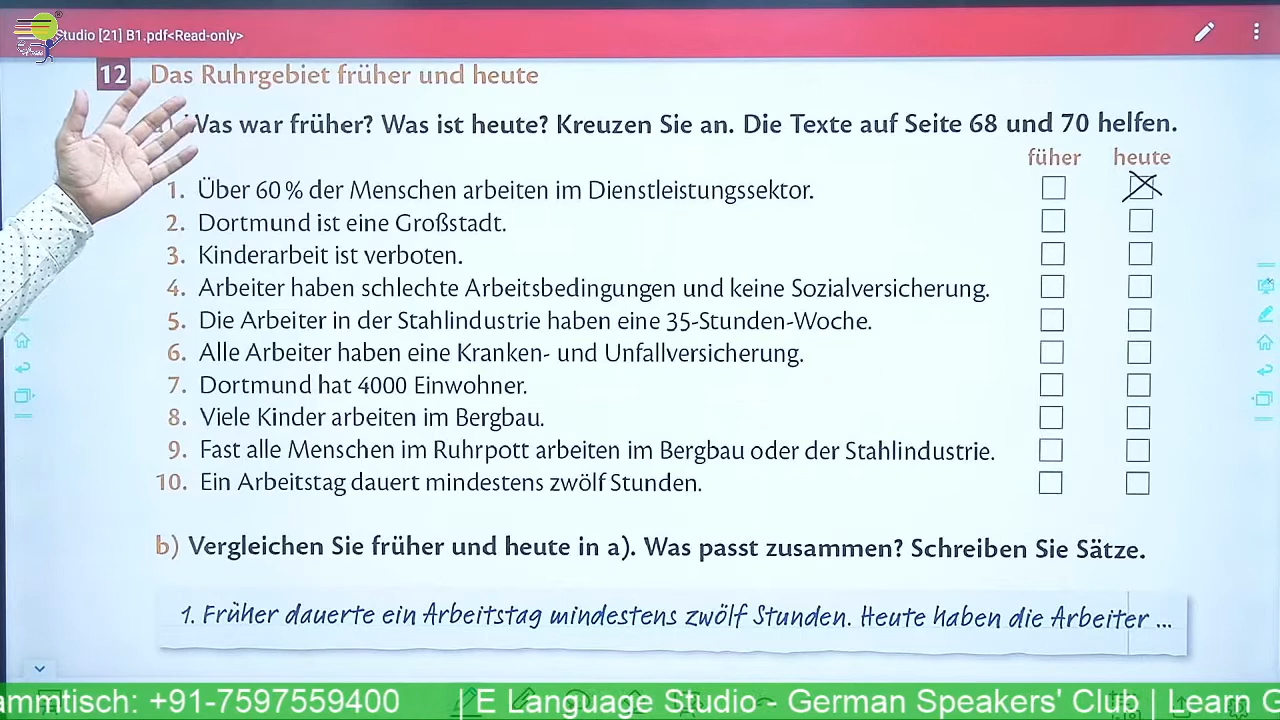 Studio [21] B1.pdf<Read-only>
12 Das Ruhrgebiet früher und heute
Was war früher? Was ist heute? Kreuzen Sie an. Die Texte auf Seite 68 und 70 helfen.
füher heute
1. Über 60 % der Menschen arbeiten im Dienstleistungssektor.
2. Dortmund ist eine Großstadt.
3. Kinderarbeit ist verboten.
4. Arbeiter haben schlechte Arbeitsbedingungen und keine Sozialversicherung.
5. Die Arbeiter in der Stahlindustrie haben eine 35-Stunden-Woche.
6. Alle Arbeiter haben eine Kranken- und Unfallversicherung.
7. Dortmund hat 4000 Einwohner.
8. Viele Kinder arbeiten im Bergbau.
9. Fast alle Menschen im Ruhrpott arbeiten im Bergbau oder der Stahlindustrie.
10. Ein Arbeitstag dauert mindestens zwölf Stunden.
b) Vergleichen Sie früher und heute in a). Was passt zusammen? Schreiben Sie Sätze.
1. Früher dauerte ein Arbeitstag mindestens zwölf Stunden. Heute haben die Arbeiter ...
ammtisch: +91-7597559400 | E Language Studio - German Speakers' Club | Learn G